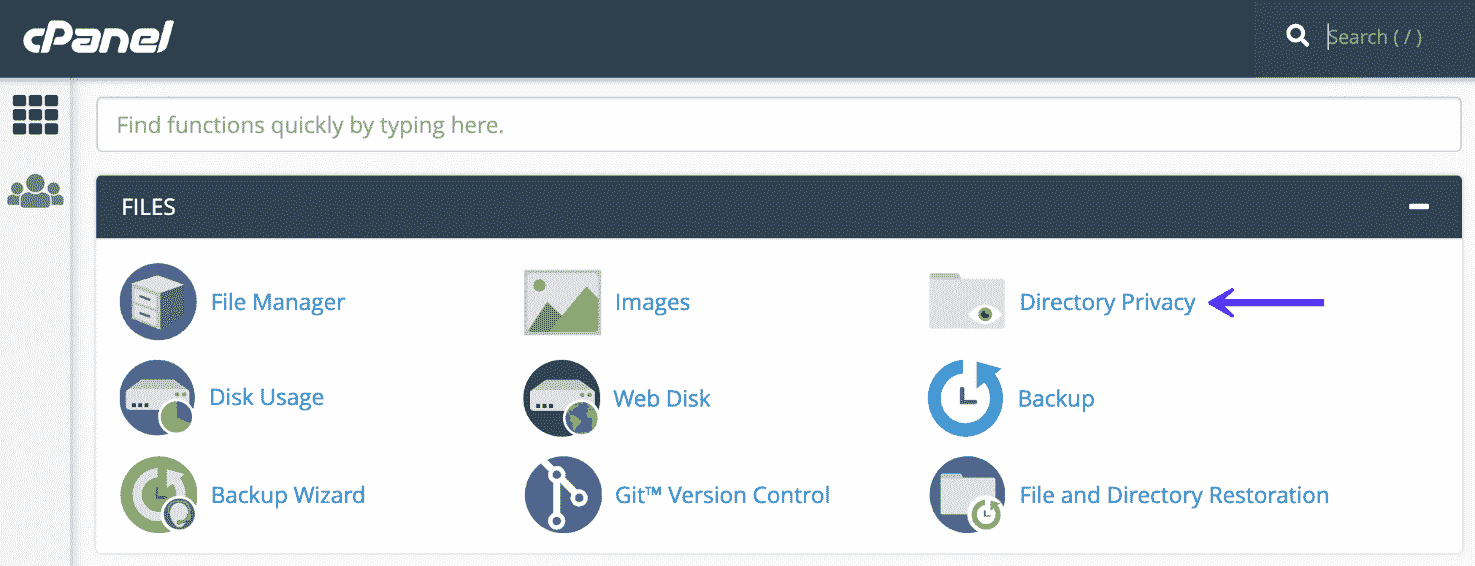 cPanel
Search ( / )
Find functions quickly by typing here.
FILES
File Manager
Images
Directory Privacy
Disk Usage
Web Disk
Backup
Backup Wizard
Git™ Version Control
File and Directory Restoration